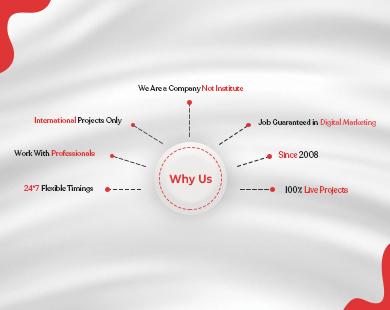 We Are a Company Not Institute
International Projects Only
Job Guaranteed in Digital Marketing
Work With Professionals
Since 2008
24*7 Flexible Timings
100% Live Projects
Why Us